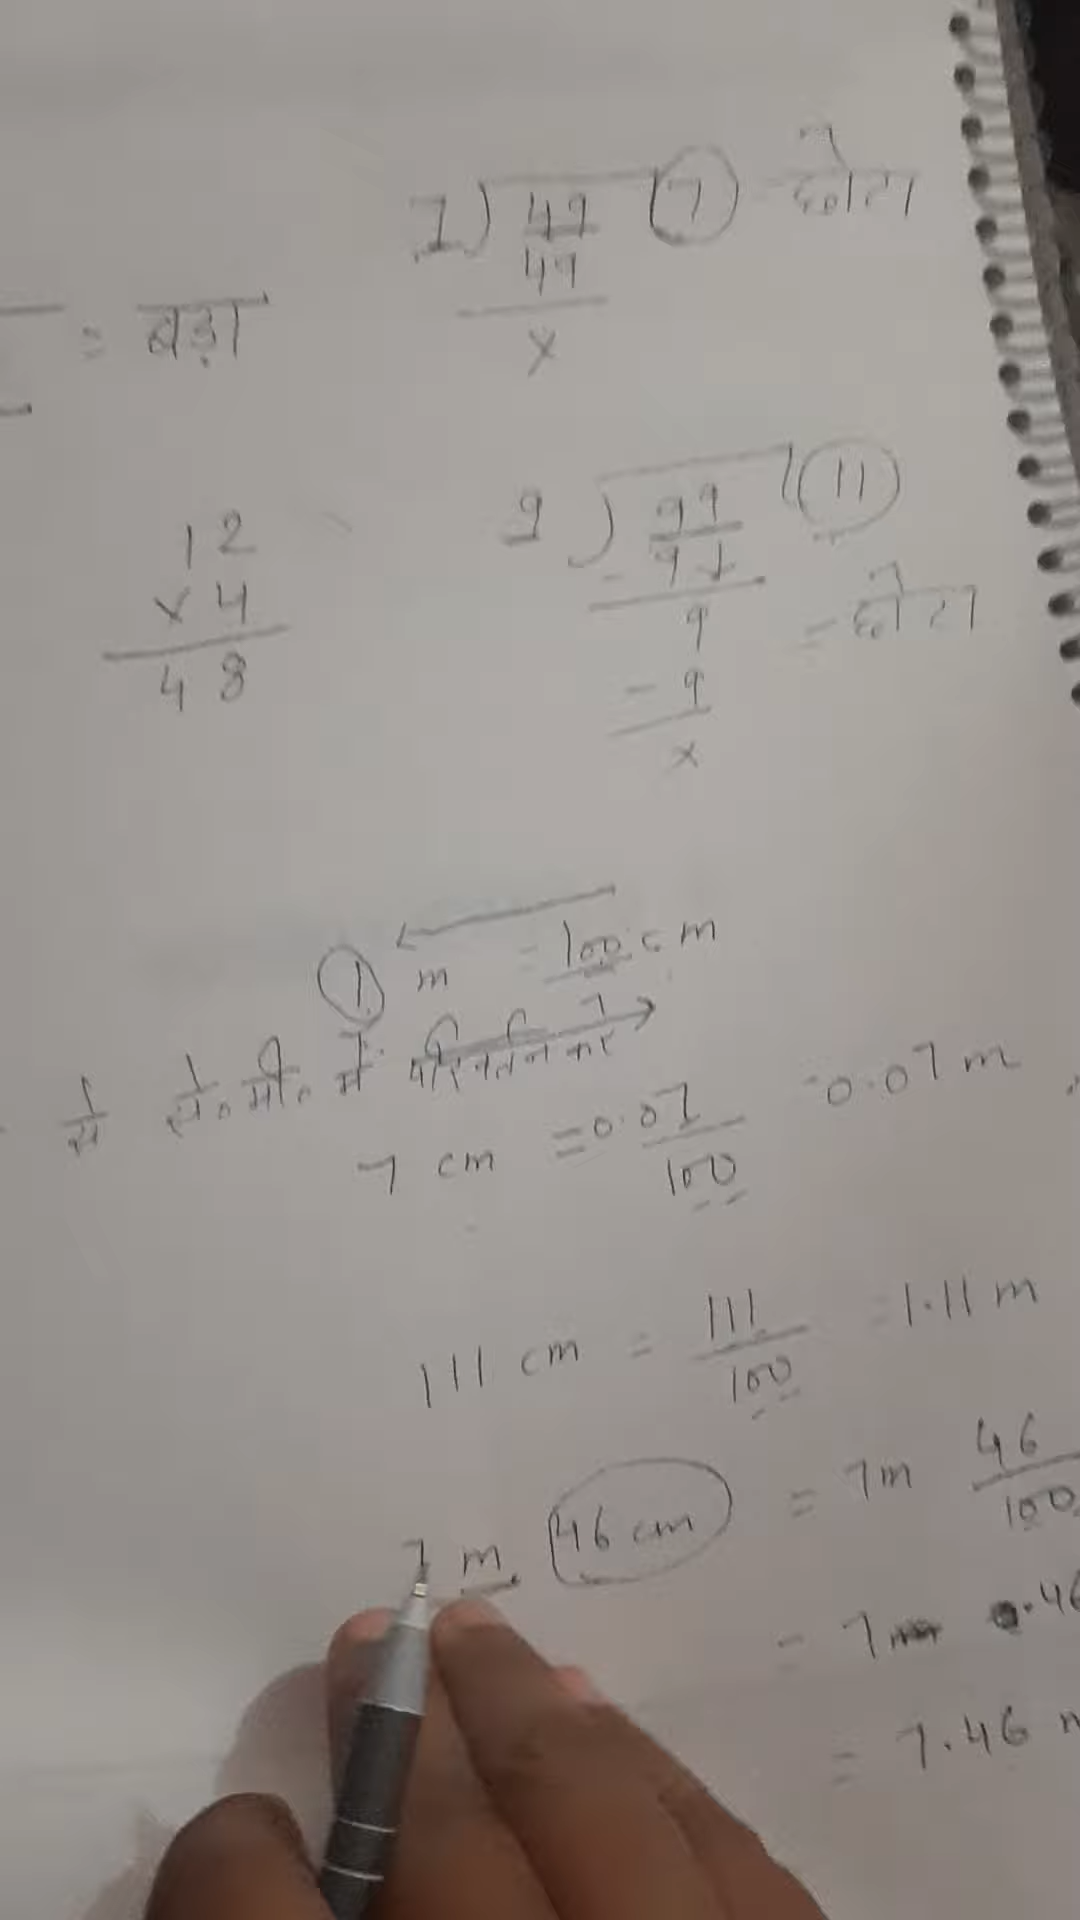 7) 49 (7) - छोटा
49
x
= बड़ा
9) 99 (11)
- 9↓
9 = छोटा
- 9
x
12
x 4
48
1 m = 100 cm
से० मी० में परिवर्तन करें
7 cm = 0.07/100 = 0.07 m
111 cm = 111/100 = 1.11 m
7 m 46 cm = 7m 46/100
= 7 .46
= 7.46